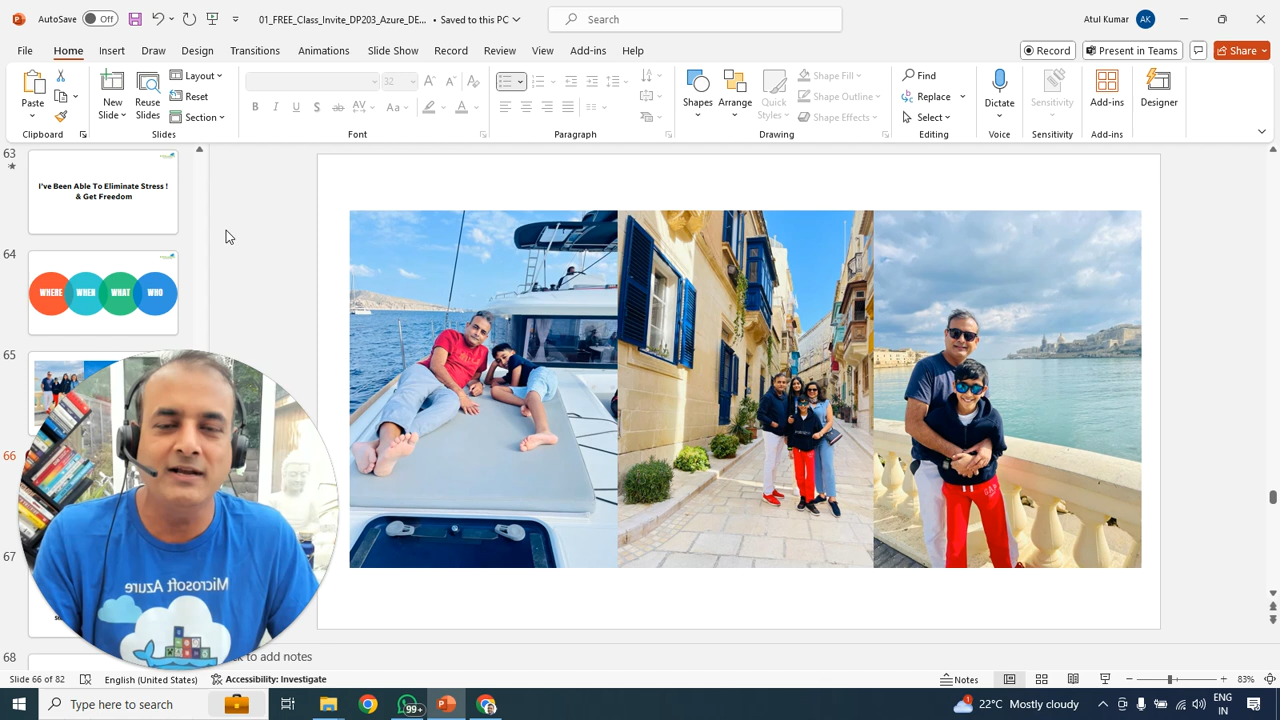 AutoSave Off 01_FREE_Class_Invite_DP203_Azure_DE... • Saved to this PC Search Atul Kumar AK
File Home Insert Draw Design Transitions Animations Slide Show Record Review View Add-ins Help Record Present in Teams Share
Paste New Slide Reuse Slides Layout Reset Section 32 Shapes Arrange Quick Styles Shape Fill Shape Outline Shape Effects Find Replace Select Dictate Sensitivity Add-ins Designer
Clipboard Slides Font Paragraph Drawing Editing Voice Sensitivity Add-ins
63
I've Been Able To Eliminate Stress !
& Get Freedom
64
WHERE WHEN WHAT WHO
65
66
67
68
Microsoft Azure
to add notes
Slide 66 of 82 English (United States) Accessibility: Investigate Notes 83%
Type here to search 99+ 22°C Mostly cloudy ENG
IN